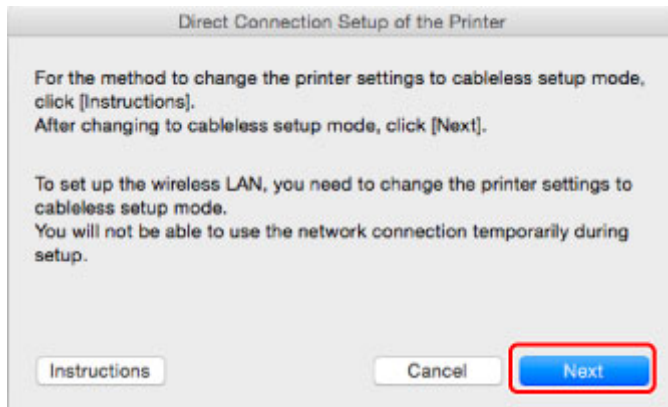 Direct Connection Setup of the Printer
For the method to change the printer settings to cableless setup mode,
click [Instructions].
After changing to cableless setup mode, click [Next].
To set up the wireless LAN, you need to change the printer settings to
cableless setup mode.
You will not be able to use the network connection temporarily during
setup.
Instructions
Cancel
Next